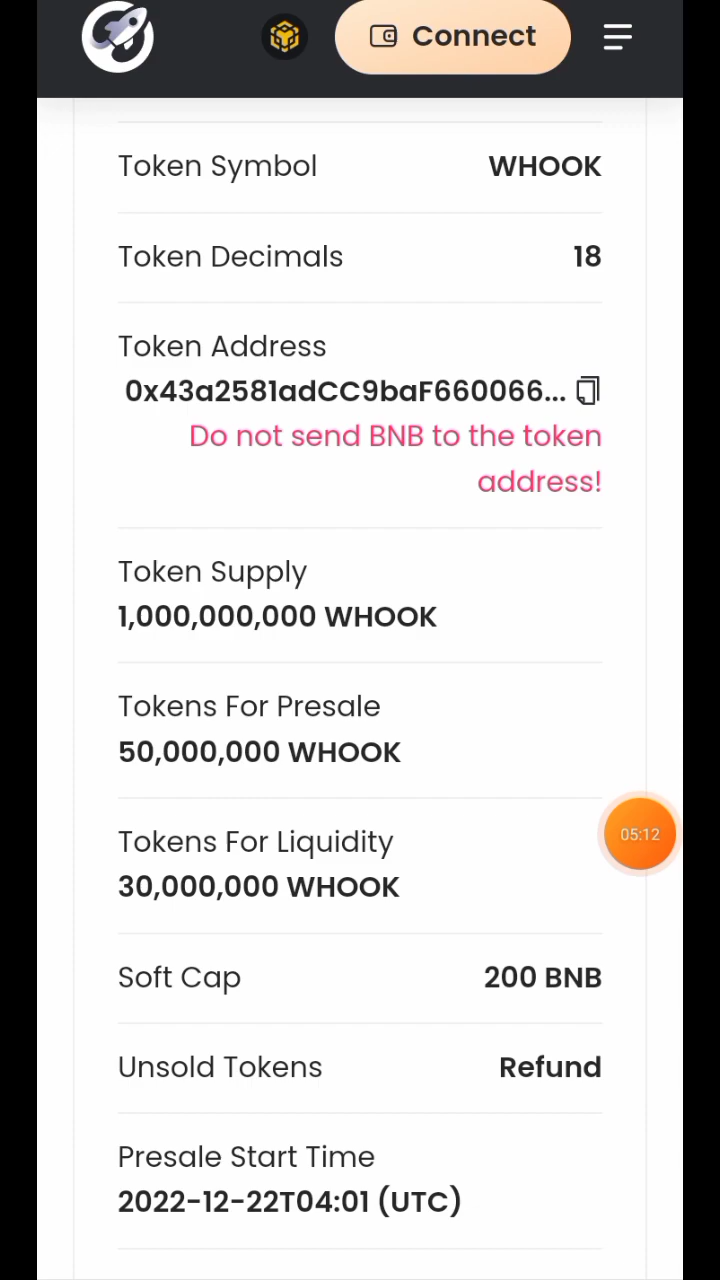 Connect
Token Symbol WHOOK
Token Decimals 18
Token Address
0x43a2581adCC9baF660066...
Do not send BNB to the token
address!
Token Supply
1,000,000,000 WHOOK
Tokens For Presale
50,000,000 WHOOK
Tokens For Liquidity
30,000,000 WHOOK
05:12
Soft Cap 200 BNB
Unsold Tokens Refund
Presale Start Time
2022-12-22T04:01 (UTC)